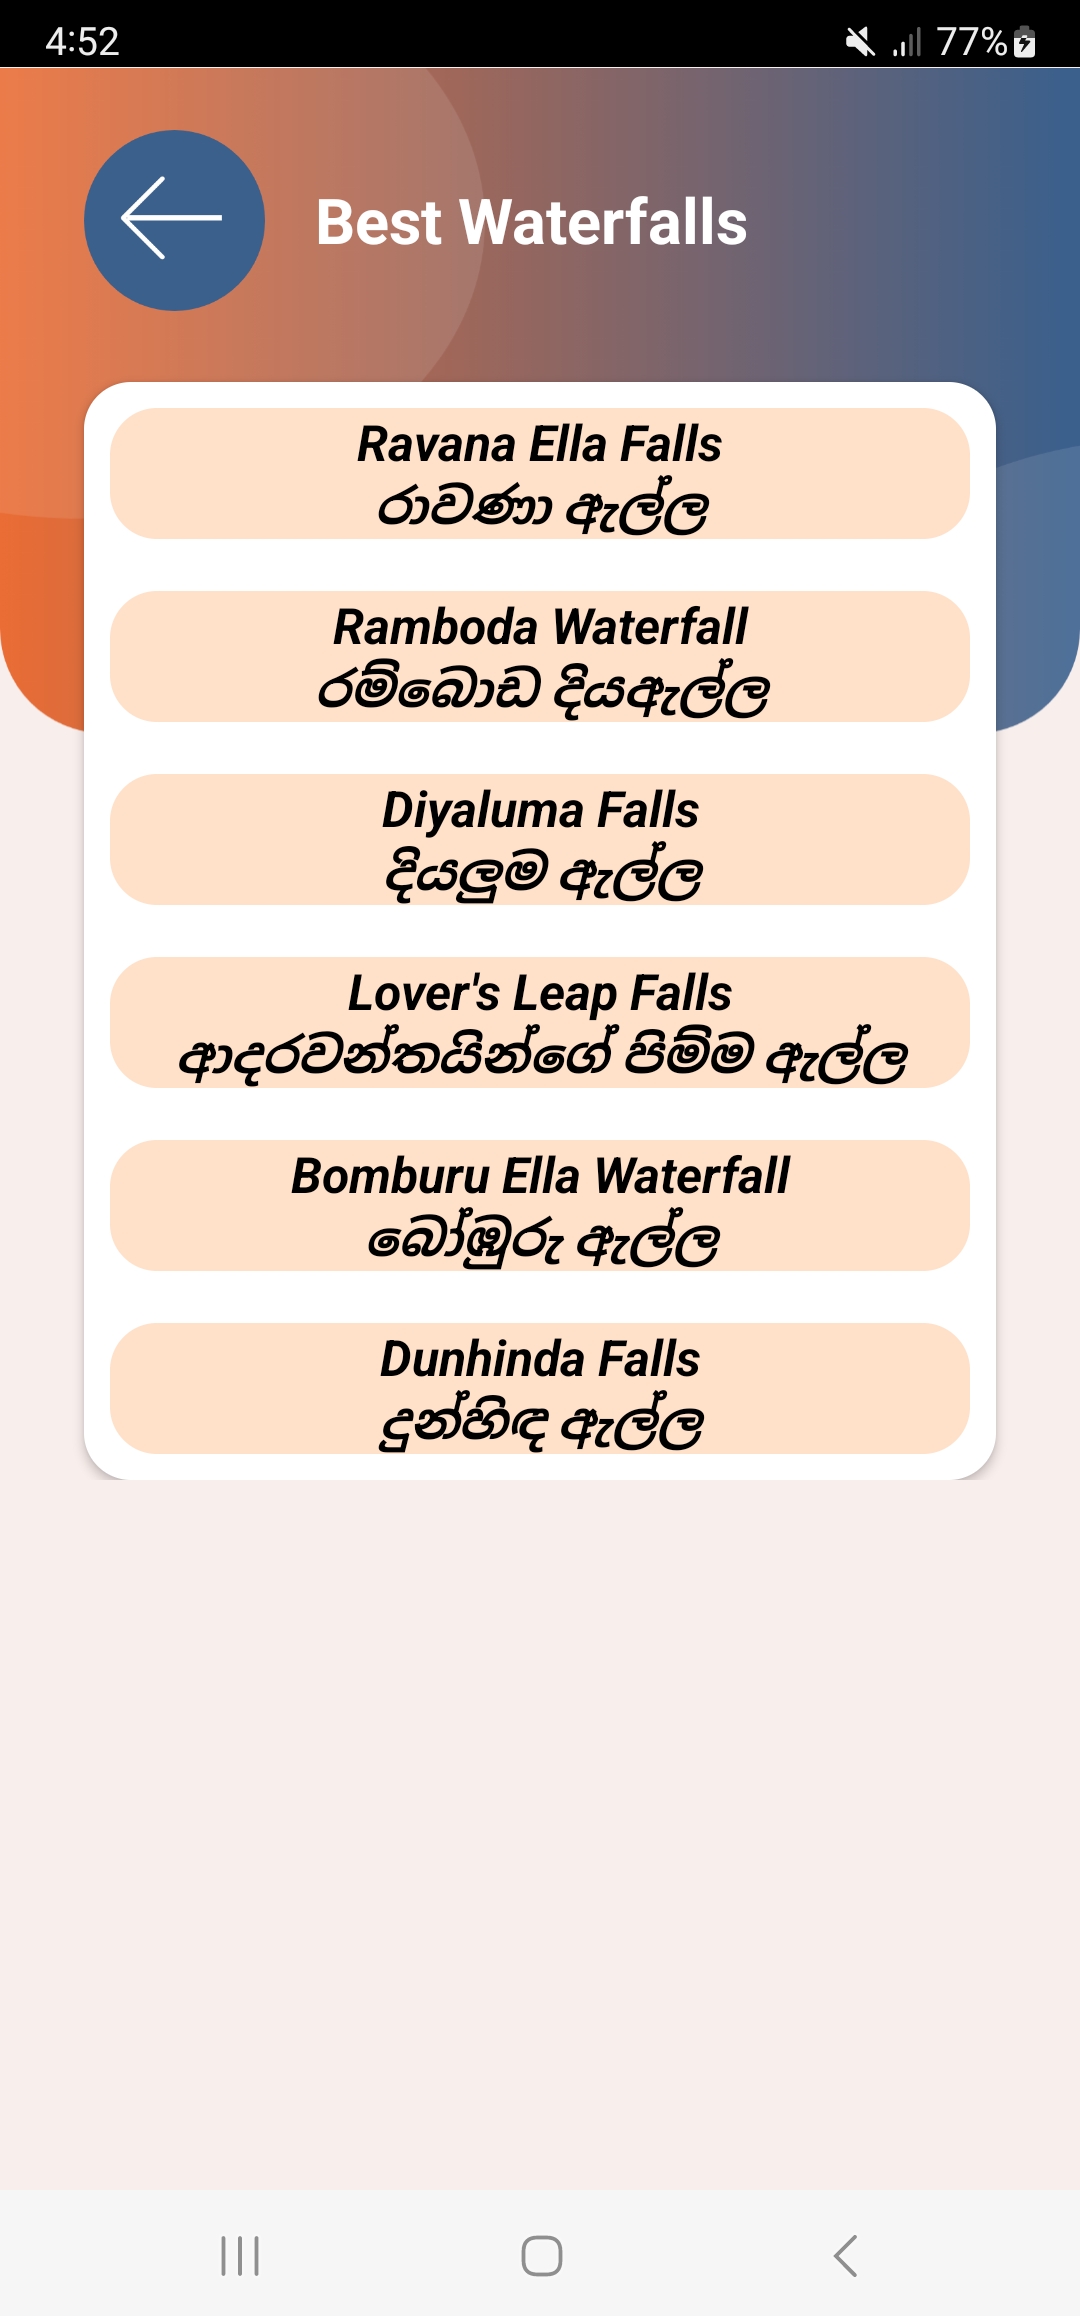 4:52
77%
Best Waterfalls
Ravana Ella Falls
රාවණා ඇල්ල
Ramboda Waterfall
රම්බොඩ දියඇල්ල
Diyaluma Falls
දියලුම ඇල්ල
Lover's Leap Falls
ආදරවන්තයින්ගේ පිම්ම ඇල්ල
Bomburu Ella Waterfall
බෝඹුරු ඇල්ල
Dunhinda Falls
දුන්හිඳ ඇල්ල